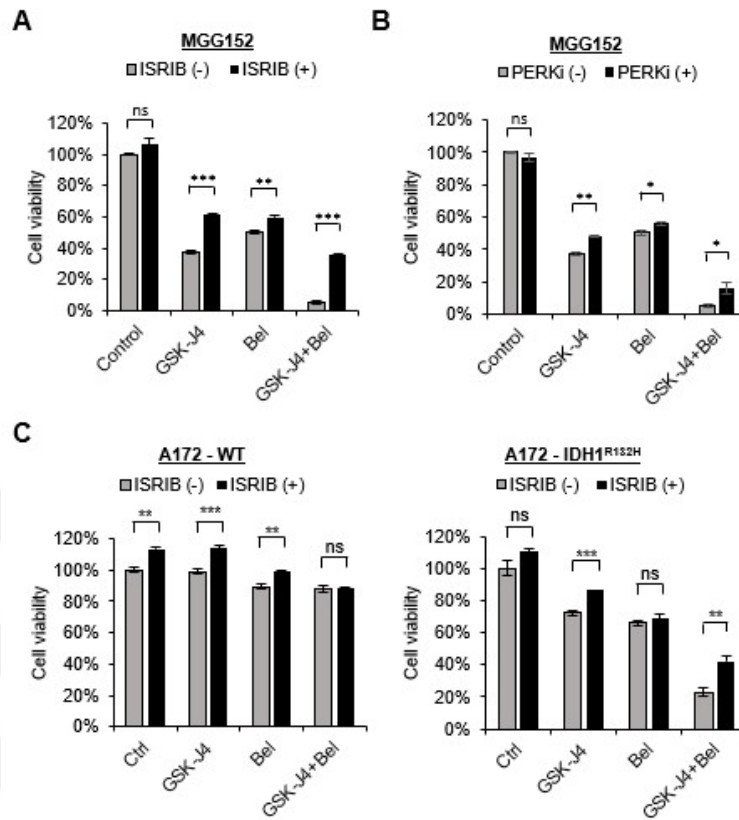 A
MGG152
ISRIB (-) ISRIB (+)
ns
***
**
***
Cell viability
120%
100%
80%
60%
40%
20%
0%
Control
GSK-J4
Bel
GSK-J4+Bel
B
MGG152
PERKi (-) PERKi (+)
ns
**
*
*
Cell viability
120%
100%
80%
60%
40%
20%
0%
Control
GSK-J4
Bel
GSK-J4+Bel
C
A172 - WT
ISRIB (-) ISRIB (+)
**
***
**
ns
Cell viability
120%
100%
80%
60%
40%
20%
0%
Ctrl
GSK-J4
Bel
GSK-J4+Bel
A172 - IDH1R132H
ISRIB (-) ISRIB (+)
ns
***
ns
**
Cell viability
120%
100%
80%
60%
40%
20%
0%
Ctrl
GSK-J4
Bel
GSK-J4+Bel